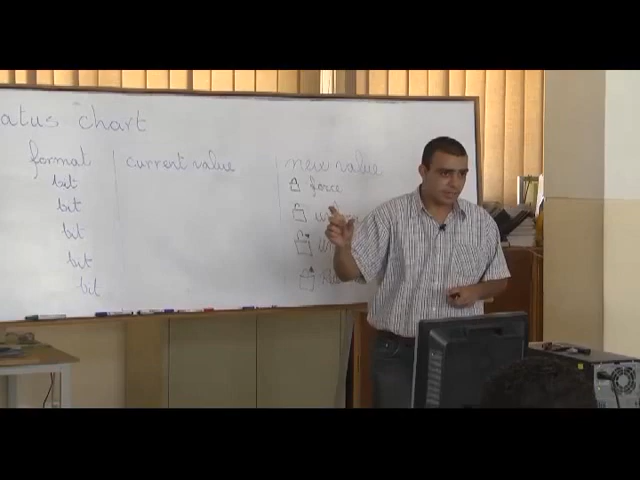 atus chart
format current value new value
bit force
bit
bit
bit
bit